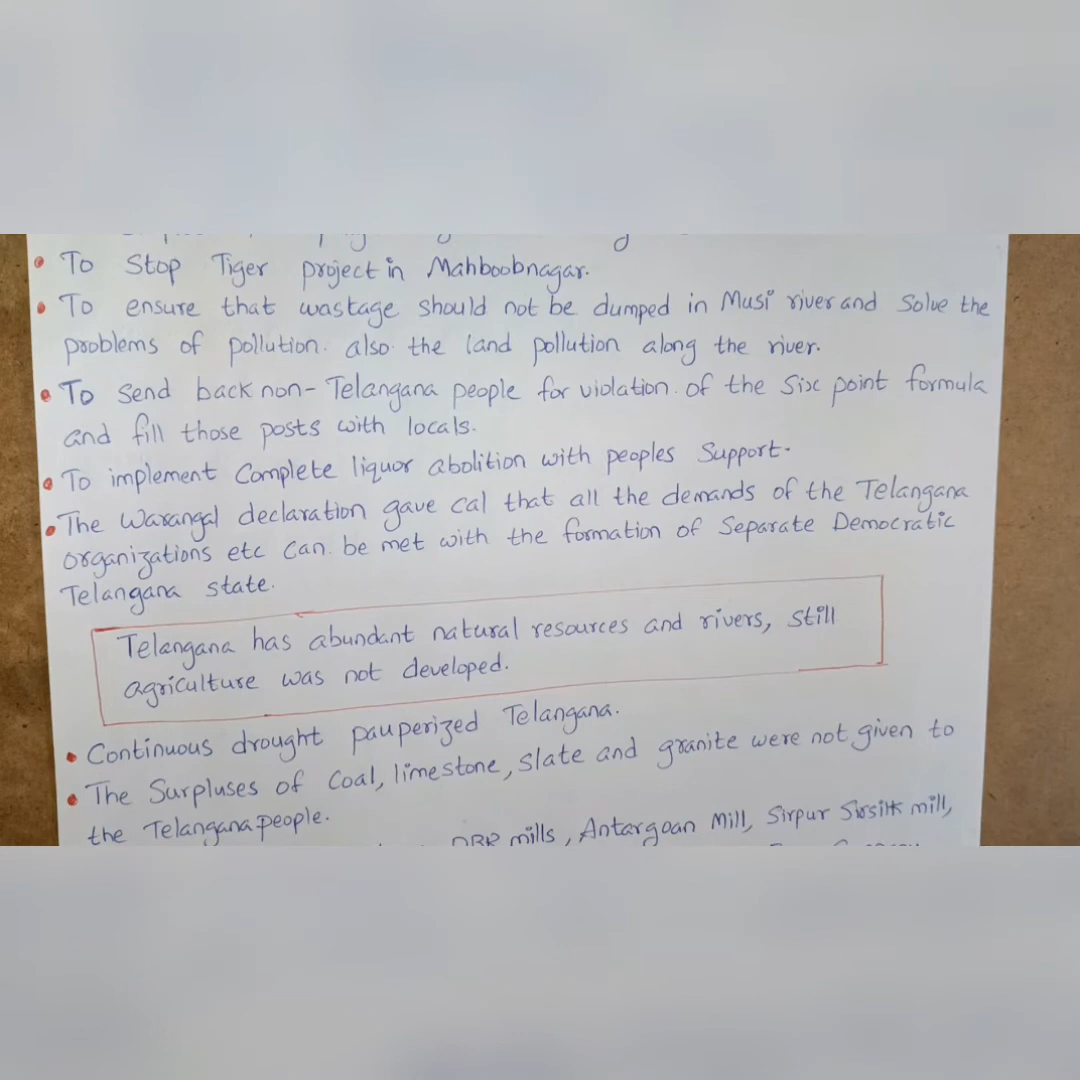 • To Stop Tiger project in Mahboobnagar.
• To ensure that wastage should not be dumped in Musi river and Solve the
problems of pollution. also the land pollution along the river.
• To send back non-Telangana people for violation of the Six point formula
and fill those posts with locals.
• To implement Complete liquor abolition with peoples Support.
• The Warangal declaration gave cal that all the demands of the Telangana
organizations etc can be met with the formation of Separate Democratic
Telangana state.
Telangana has abundant natural resources and rivers, still
agriculture was not developed.
• Continuous drought pauperized Telangana.
• The Surpluses of Coal, limestone, slate and granite were not given to
the Telangana people.
mills, Antargoan Mill, Sirpur Sirsilk mill,